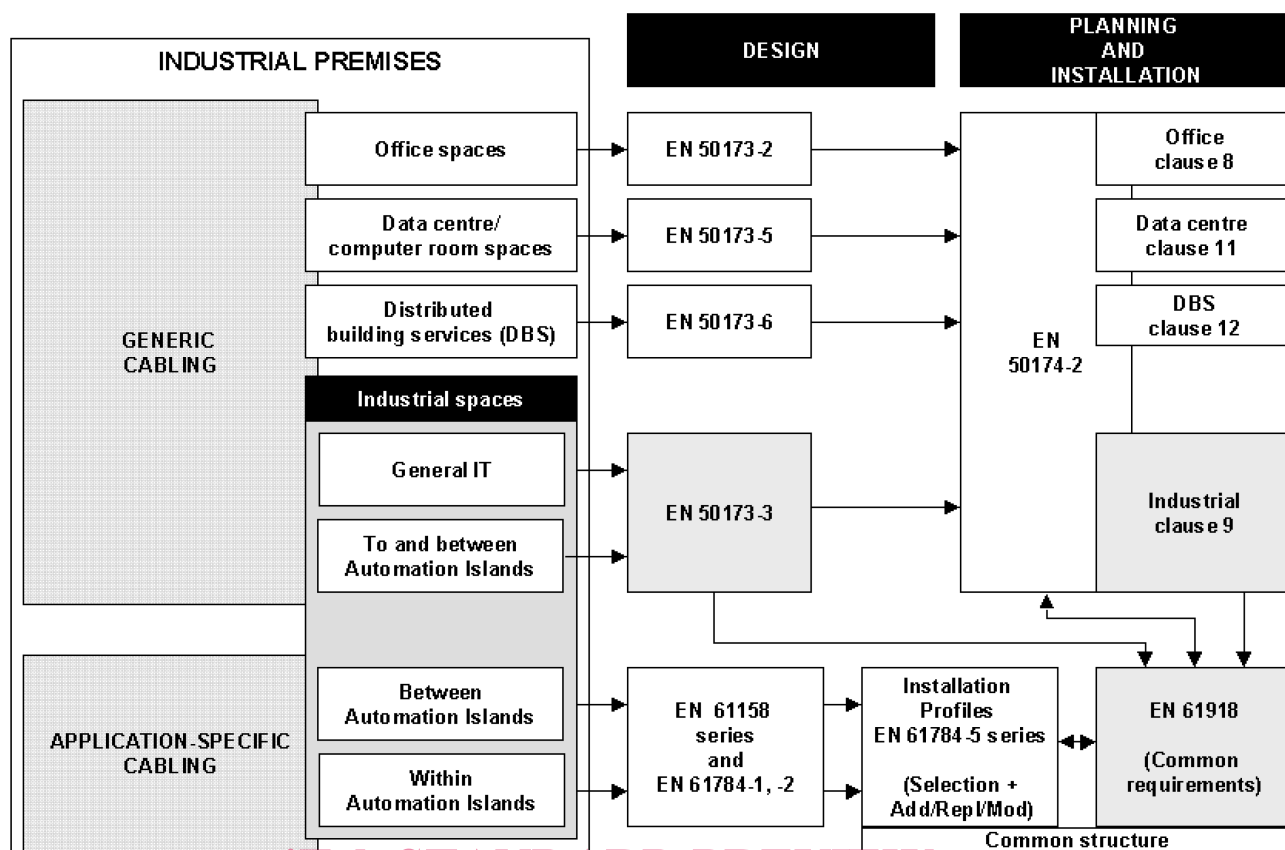 INDUSTRIAL PREMISES
DESIGN
PLANNING
AND
INSTALLATION
GENERIC
CABLING
Office spaces
EN 50173-2
Office
clause 8
Data centre/
computer room spaces
EN 50173-5
Data centre
clause 11
Distributed
building services (DBS)
EN 50173-6
DBS
clause 12
EN
50174-2
Industrial spaces
General IT
To and between
Automation Islands
EN 50173-3
Industrial
clause 9
APPLICATION-SPECIFIC
CABLING
Between
Automation Islands
Within
Automation Islands
EN 61158
series
and
EN 61784-1, -2
Installation
Profiles
EN 61784-5 series
(Selection +
Add/Repl/Mod)
EN 61918
(Common
requirements)
Common structure